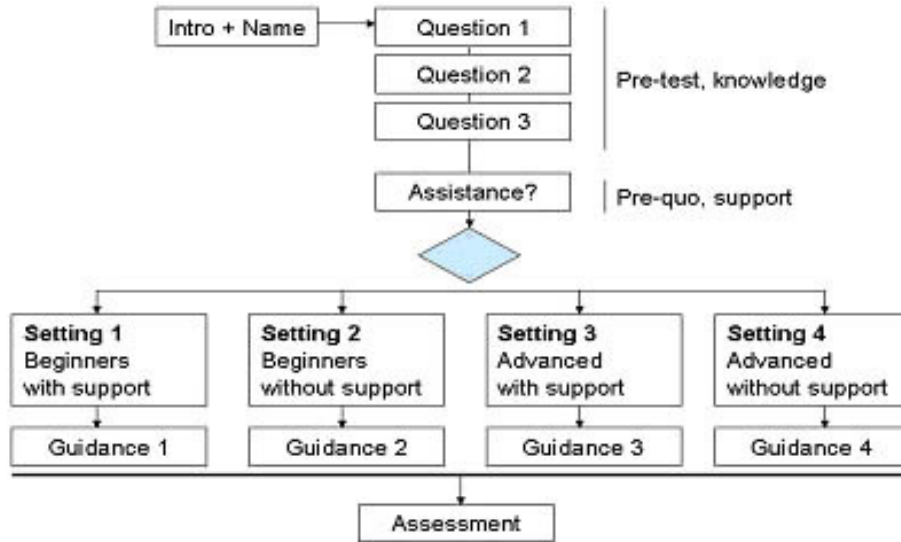 Intro + Name
Question 1
Question 2
Question 3
Pre-test, knowledge
Assistance?
Pre-quo, support
Setting 1
Beginners
with support
Setting 2
Beginners
without support
Setting 3
Advanced
with support
Setting 4
Advanced
without support
Guidance 1
Guidance 2
Guidance 3
Guidance 4
Assessment